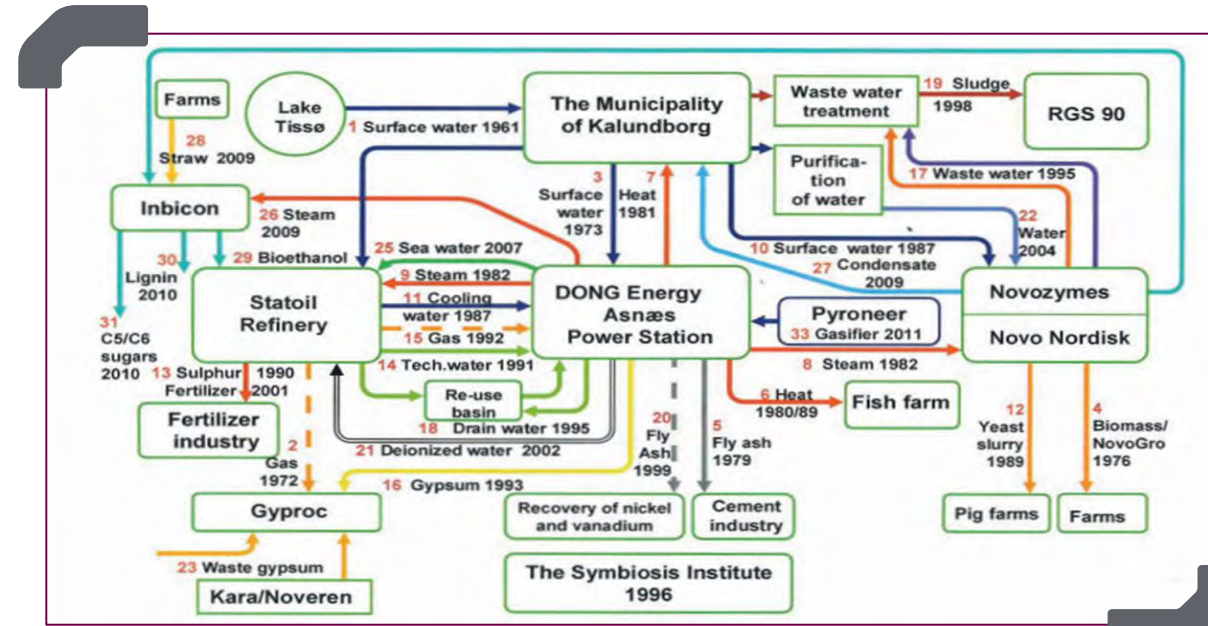 Farms
Lake
Tissø
The Municipality
of Kalundborg
Waste water
treatment
19 Sludge
1998
RGS 90
1 Surface water 1961
28
Straw 2009
Purifica-
tion
of water
17 Waste water 1995
3
Surface
water
1973
7
Heat
1981
Inbicon
26 Steam
2009
22
Water
2004
10 Surface water 1987
27 Condensate
2009
25 Sea water 2007
29 Bioethanol
30
Lignin
2010
9 Steam 1982
11 Cooling
water 1987
15 Gas 1992
14 Tech.water 1991
Statoil
Refinery
DONG Energy
Asnæs
Power Station
Pyroneer
33 Gasifier 2011
Novozymes
Novo Nordisk
8 Steam 1982
31
C5/C6
sugars
2010
13 Sulphur 1990
Fertilizer 2001
Re-use
basin
18 Drain water 1995
21 Deionized water 2002
6 Heat
1980/89
Fish farm
Fertilizer
industry
2
Gas
1972
20
Fly
Ash
1999
5
Fly ash
1979
12
Yeast
slurry
1989
4
Biomass/
NovoGro
1976
16 Gypsum 1993
Gyproc
Recovery of nickel
and vanadium
Cement
industry
Pig farms
Farms
23 Waste gypsum
Kara/Noveren
The Symbiosis Institute
1996